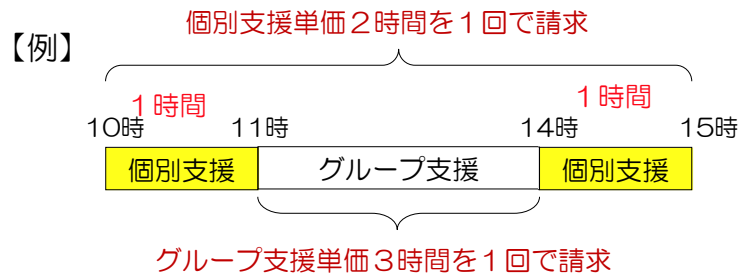 個別支援単価２時間を１回で請求
【例】
１時間 １時間
10時 11時 14時 15時
個別支援 グループ支援 個別支援
グループ支援単価３時間を１回で請求